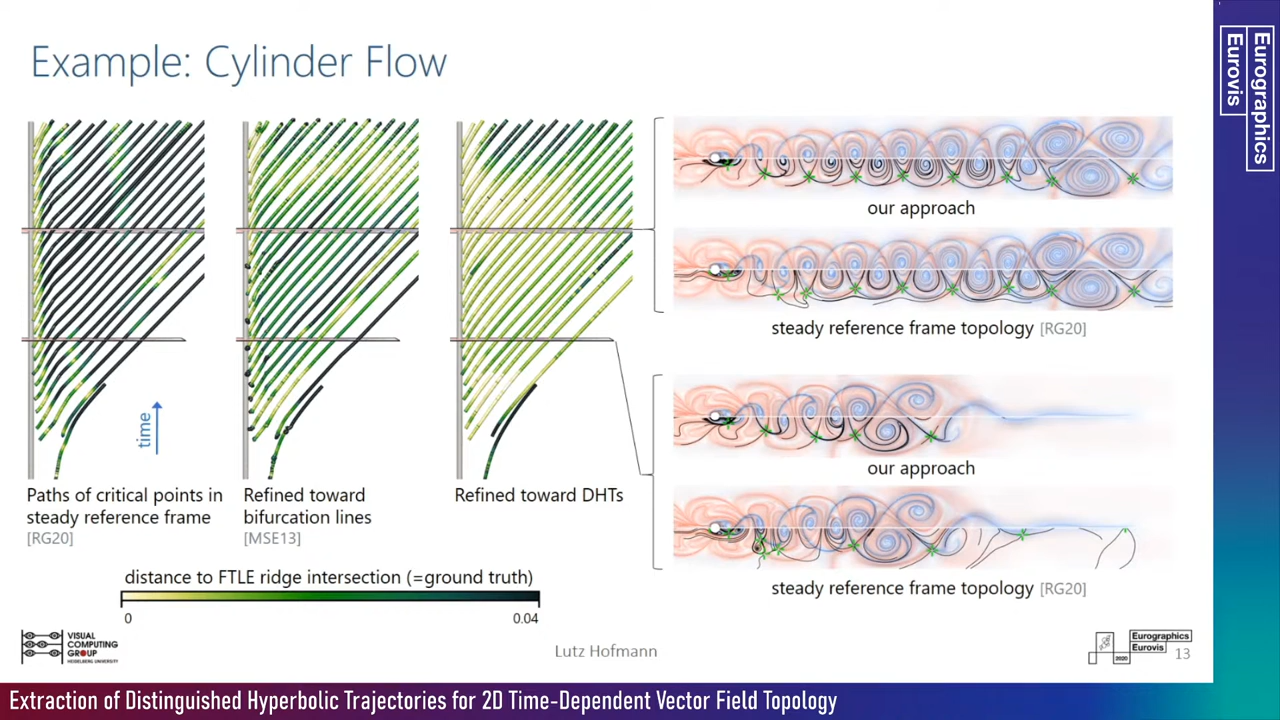 Example: Cylinder Flow
Eurographics
Eurovis
our approach
steady reference frame topology [RG20]
time
our approach
Paths of critical points in
steady reference frame
[RG20]
Refined toward
bifurcation lines
[MSE13]
Refined toward DHTs
steady reference frame topology [RG20]
distance to FTLE ridge intersection (=ground truth)
0
0.04
VISUAL
COMPUTING
GROUP
HEIDELBERG UNIVERSITY
Lutz Hofmann
2020
Eurographics
Eurovis
13
Extraction of Distinguished Hyperbolic Trajectories for 2D Time-Dependent Vector Field Topology